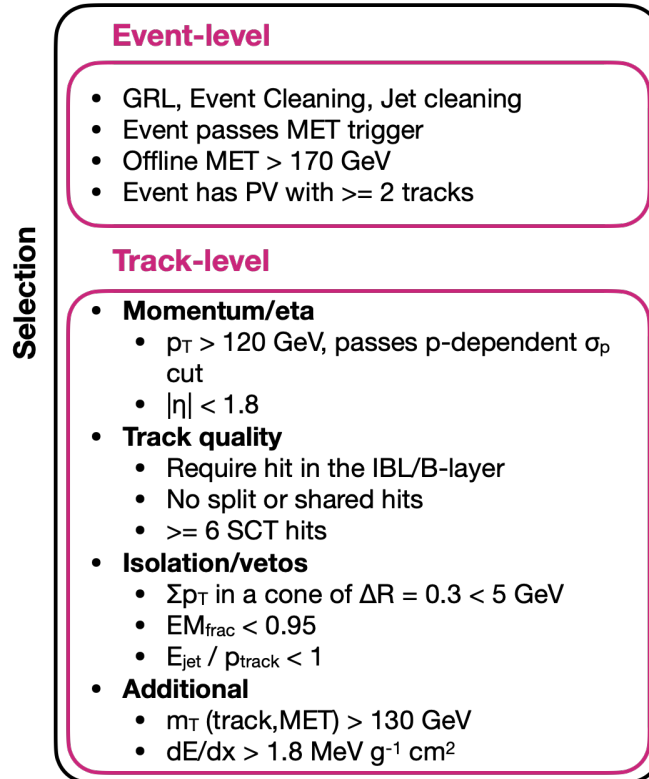 Selection
Event-level
• GRL, Event Cleaning, Jet cleaning
• Event passes MET trigger
• Offline MET > 170 GeV
• Event has PV with >= 2 tracks
Track-level
• Momentum/eta
• pT > 120 GeV, passes p-dependent σp
cut
• |η| < 1.8
• Track quality
• Require hit in the IBL/B-layer
• No split or shared hits
• >= 6 SCT hits
• Isolation/vetos
• ΣpT in a cone of ΔR = 0.3 < 5 GeV
• EMfrac < 0.95
• Ejet / ptrack < 1
• Additional
• mT (track,MET) > 130 GeV
• dE/dx > 1.8 MeV g⁻¹ cm²